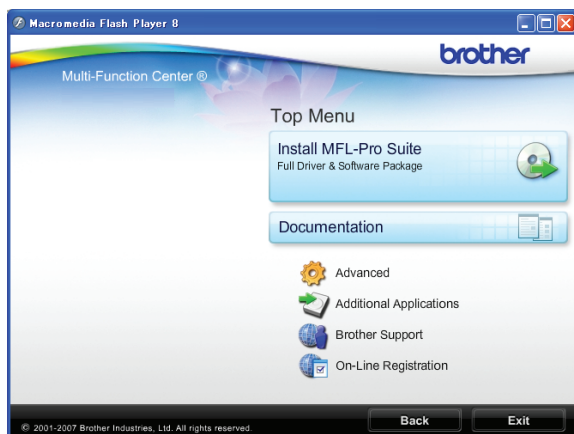 Macromedia Flash Player 8
brother
Multi-Function Center ®
Top Menu
Install MFL-Pro Suite
Full Driver & Software Package
Documentation
Advanced
Additional Applications
Brother Support
On-Line Registration
© 2001-2007 Brother Industries, Ltd. All rights reserved.
Back
Exit